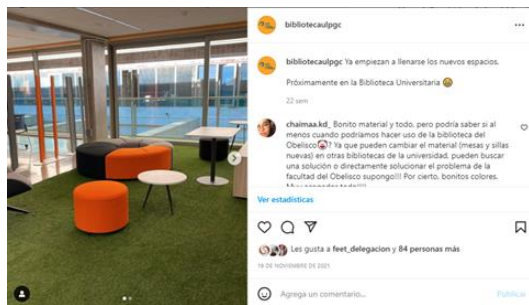 bibliotecaulpgc
bibliotecaulpgc Ya empiezan a llenarse los nuevos espacios.
Próximamente en la Biblioteca Universitaria
22 sem
chaimaa.kd_ Bonito material y todo, pero podría saber si al
menos cuando podríamos hacer uso de la biblioteca del
Obelisco? Ya que pueden cambiar el material (mesas y sillas
nuevas) en otras bibliotecas de la universidad, pueden buscar
una solución o directamente solucionar el problema de la
facultad del Obelisco supongo!!! Por cierto, bonitos colores.
Ver estadísticas
Les gusta a feet_delegacion y 84 personas más
18 DE NOVIEMBRE DE 2021
Agrega un comentario...
Publicar